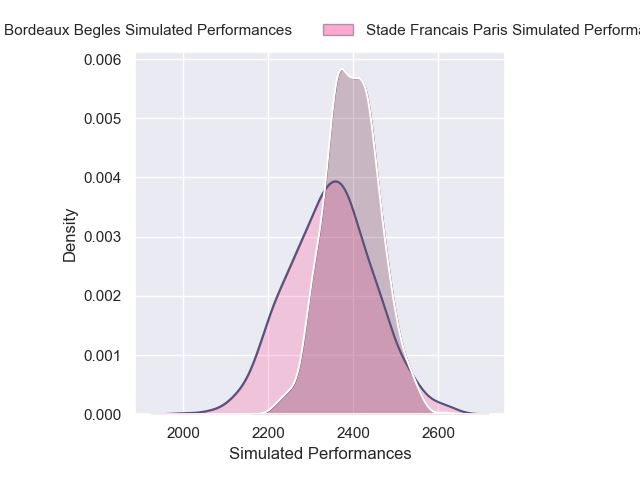 Bordeaux Begles Simulated Performances Stade Francais Paris Simulated
0.006
0.005
0.004
0.003
0.002
0.001
0.000
Density
2000 2200 2400 2600
Simulated Performances